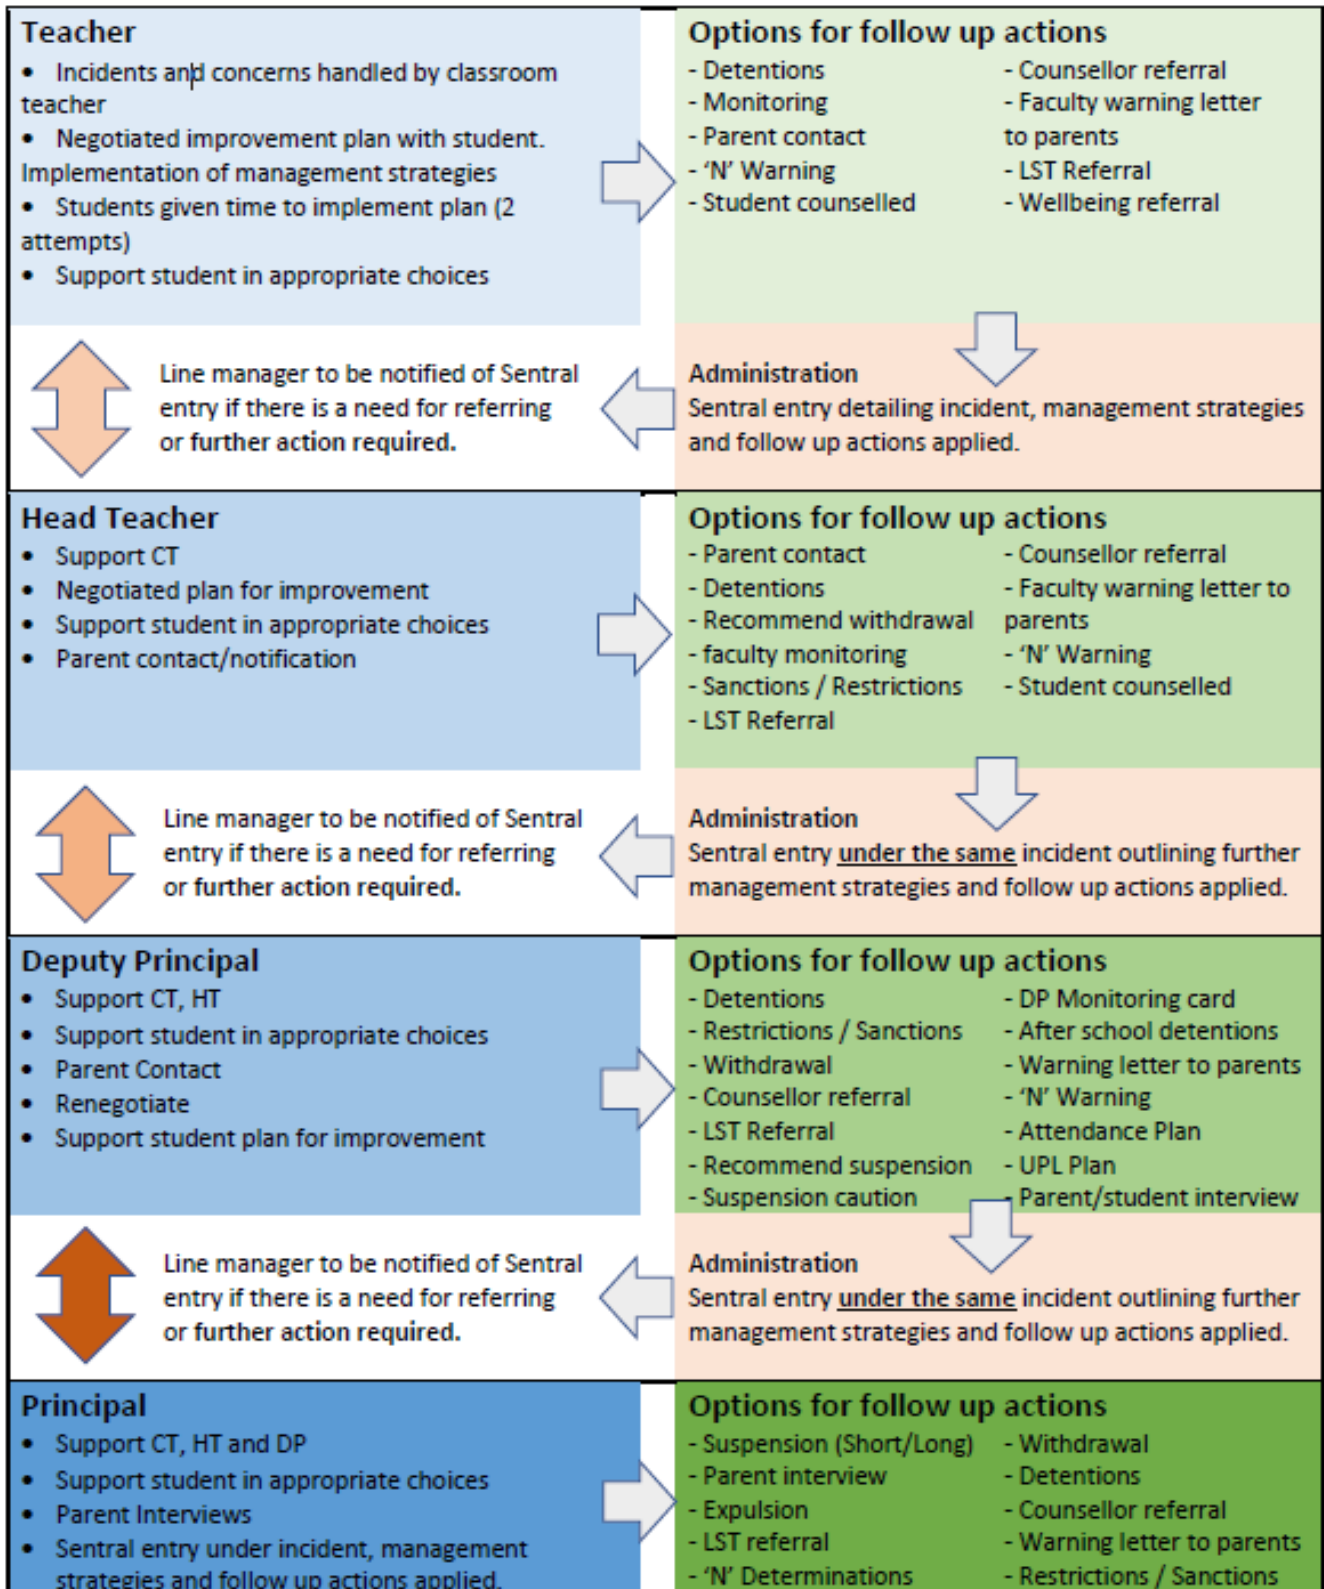 Teacher
• Incidents and concerns handled by classroom
teacher
• Negotiated improvement plan with student.
Implementation of management strategies
• Students given time to implement plan (2
attempts)
• Support student in appropriate choices
Options for follow up actions
- Detentions
- Monitoring
- Parent contact
- ‘N’ Warning
- Student counselled
- Counsellor referral
- Faculty warning letter
to parents
- LST Referral
- Wellbeing referral
Administration
Sentral entry detailing incident, management strategies
and follow up actions applied.
Line manager to be notified of Sentral
entry if there is a need for referring
or further action required.
Head Teacher
• Support CT
• Negotiated plan for improvement
• Support student in appropriate choices
• Parent contact/notification
Options for follow up actions
- Parent contact
- Detentions
- Recommend withdrawal
- faculty monitoring
- Sanctions / Restrictions
- LST Referral
- Counsellor referral
- Faculty warning letter to
parents
- ‘N’ Warning
- Student counselled
Administration
Sentral entry under the same incident outlining further
management strategies and follow up actions applied.
Line manager to be notified of Sentral
entry if there is a need for referring
or further action required.
Deputy Principal
• Support CT, HT
• Support student in appropriate choices
• Parent Contact
• Renegotiate
• Support student plan for improvement
Options for follow up actions
- Detentions
- Restrictions / Sanctions
- Withdrawal
- Counsellor referral
- LST Referral
- Recommend suspension
- Suspension caution
- DP Monitoring card
- After school detentions
- Warning letter to parents
- ‘N’ Warning
- Attendance Plan
- UPL Plan
- Parent/student interview
Administration
Sentral entry under the same incident outlining further
management strategies and follow up actions applied.
Line manager to be notified of Sentral
entry if there is a need for referring
or further action required.
Principal
• Support CT, HT and DP
• Support student in appropriate choices
• Parent Interviews
• Sentral entry under incident, management
strategies and follow up actions applied.
Options for follow up actions
- Suspension (Short/Long)
- Parent interview
- Expulsion
- LST referral
- ‘N’ Determinations
- Withdrawal
- Detentions
- Counsellor referral
- Warning letter to parents
- Restrictions / Sanctions